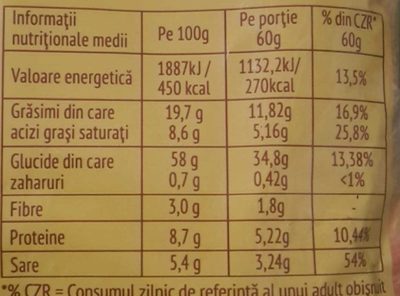 Informații nutriționale medii Pe 100g Pe porție 60g % din CZR* 60g
Valoare energetică 1887kJ / 450 kcal 1132,2kJ/ 270kcal 13,5%
Grăsimi din care 19,7 g 11,82g 16,9%
acizi grași saturați 8,6 g 5,16g 25,8%
Glucide din care 58 g 34,8g 13,38%
zaharuri 0,7 g 0,42g <1%
Fibre 3,0 g 1,8g -
Proteine 8,7 g 5,22g 10,44%
Sare 5,4 g 3,24g 54%
*% CZR = Consumul zilnic de referință al unui adult obișnuit